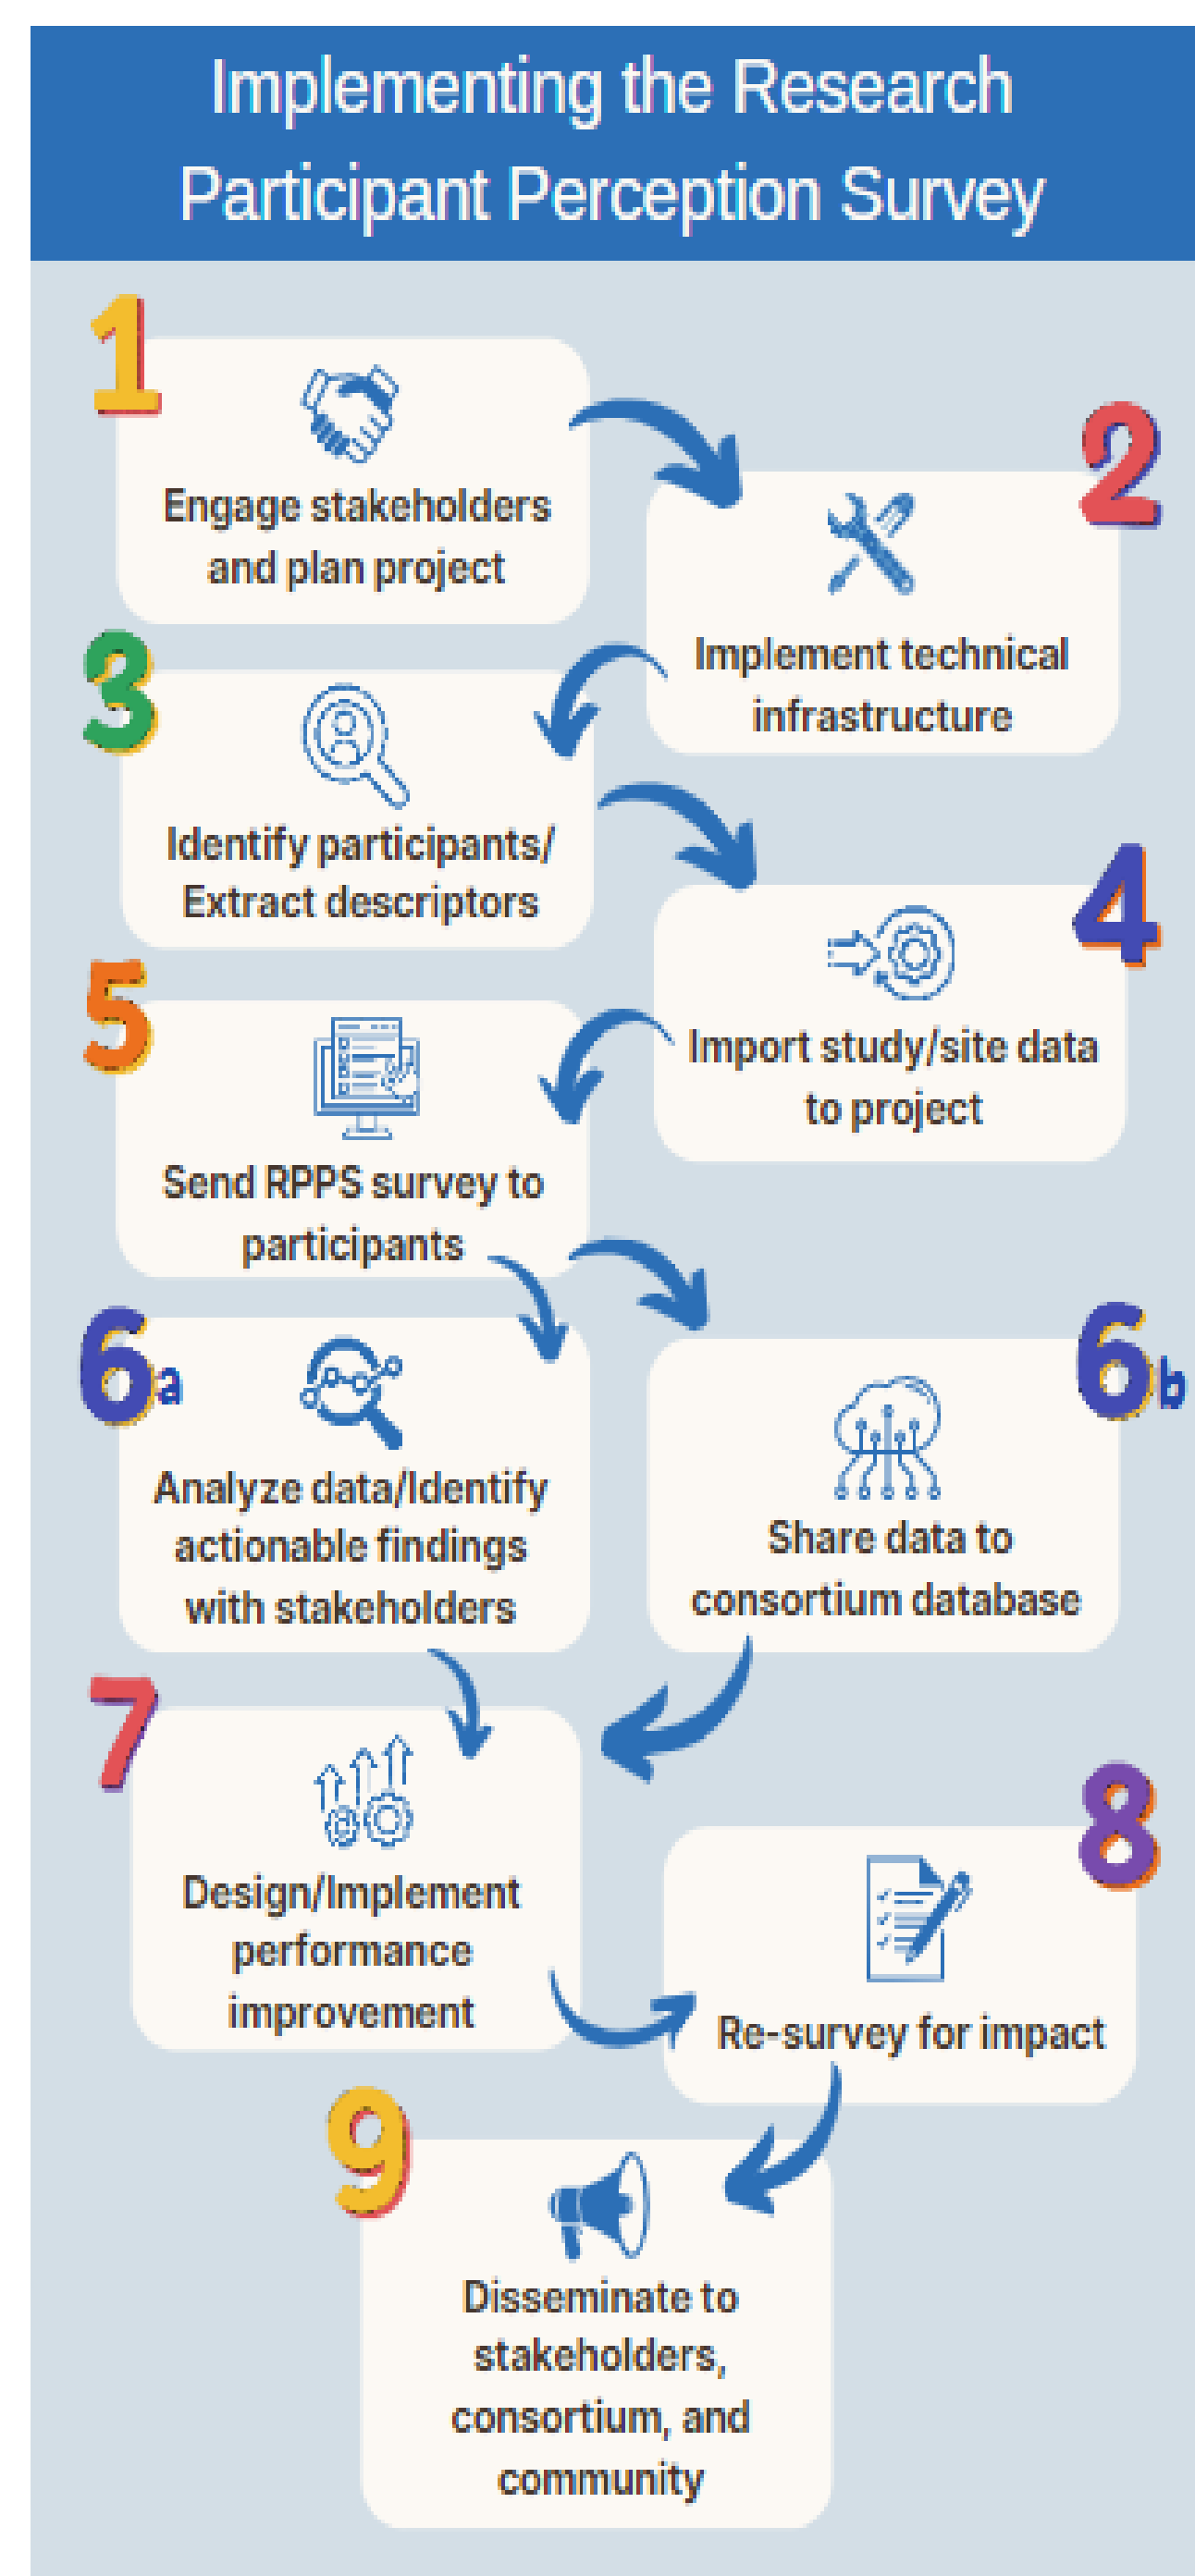 Implementing the Research
Participant Perception Survey
1
Engage stakeholders
and plan project
2
Implement technical
infrastructure
3
Identify participants/
Extract descriptors
4
Import study/site data
to project
5
Send RPPS survey to
participants
6a
Analyze data/Identify
actionable findings
with stakeholders
6b
Share data to
consortium database
7
Design/Implement
performance
improvement
8
Re-survey for impact
9
Disseminate to
stakeholders,
consortium, and
community